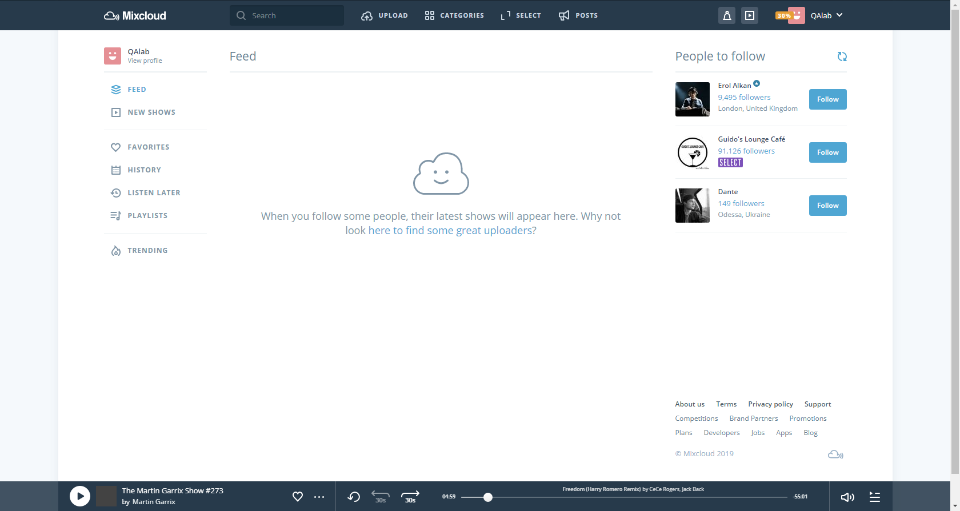 Mixcloud
Search
UPLOAD
CATEGORIES
SELECT
POSTS
30%
QAlab
QAlab
View profile
FEED
NEW SHOWS
FAVORITES
HISTORY
LISTEN LATER
PLAYLISTS
TRENDING
Feed
When you follow some people, their latest shows will appear here. Why not
look here to find some great uploaders?
People to follow
Erol Alkan
9,495 followers
London, United Kingdom
Follow
Guido's Lounge Café
91,126 followers
SELECT
Follow
Dante
149 followers
Odessa, Ukraine
Follow
About us Terms Privacy policy Support
Competitions Brand Partners Promotions
Plans Developers Jobs Apps Blog
© Mixcloud 2019
The Martin Garrix Show #273
by Martin Garrix
30s
30s
04:59
Freedom (Harry Romero Remix) by CeCe Rogers, Jack Back
-55:01